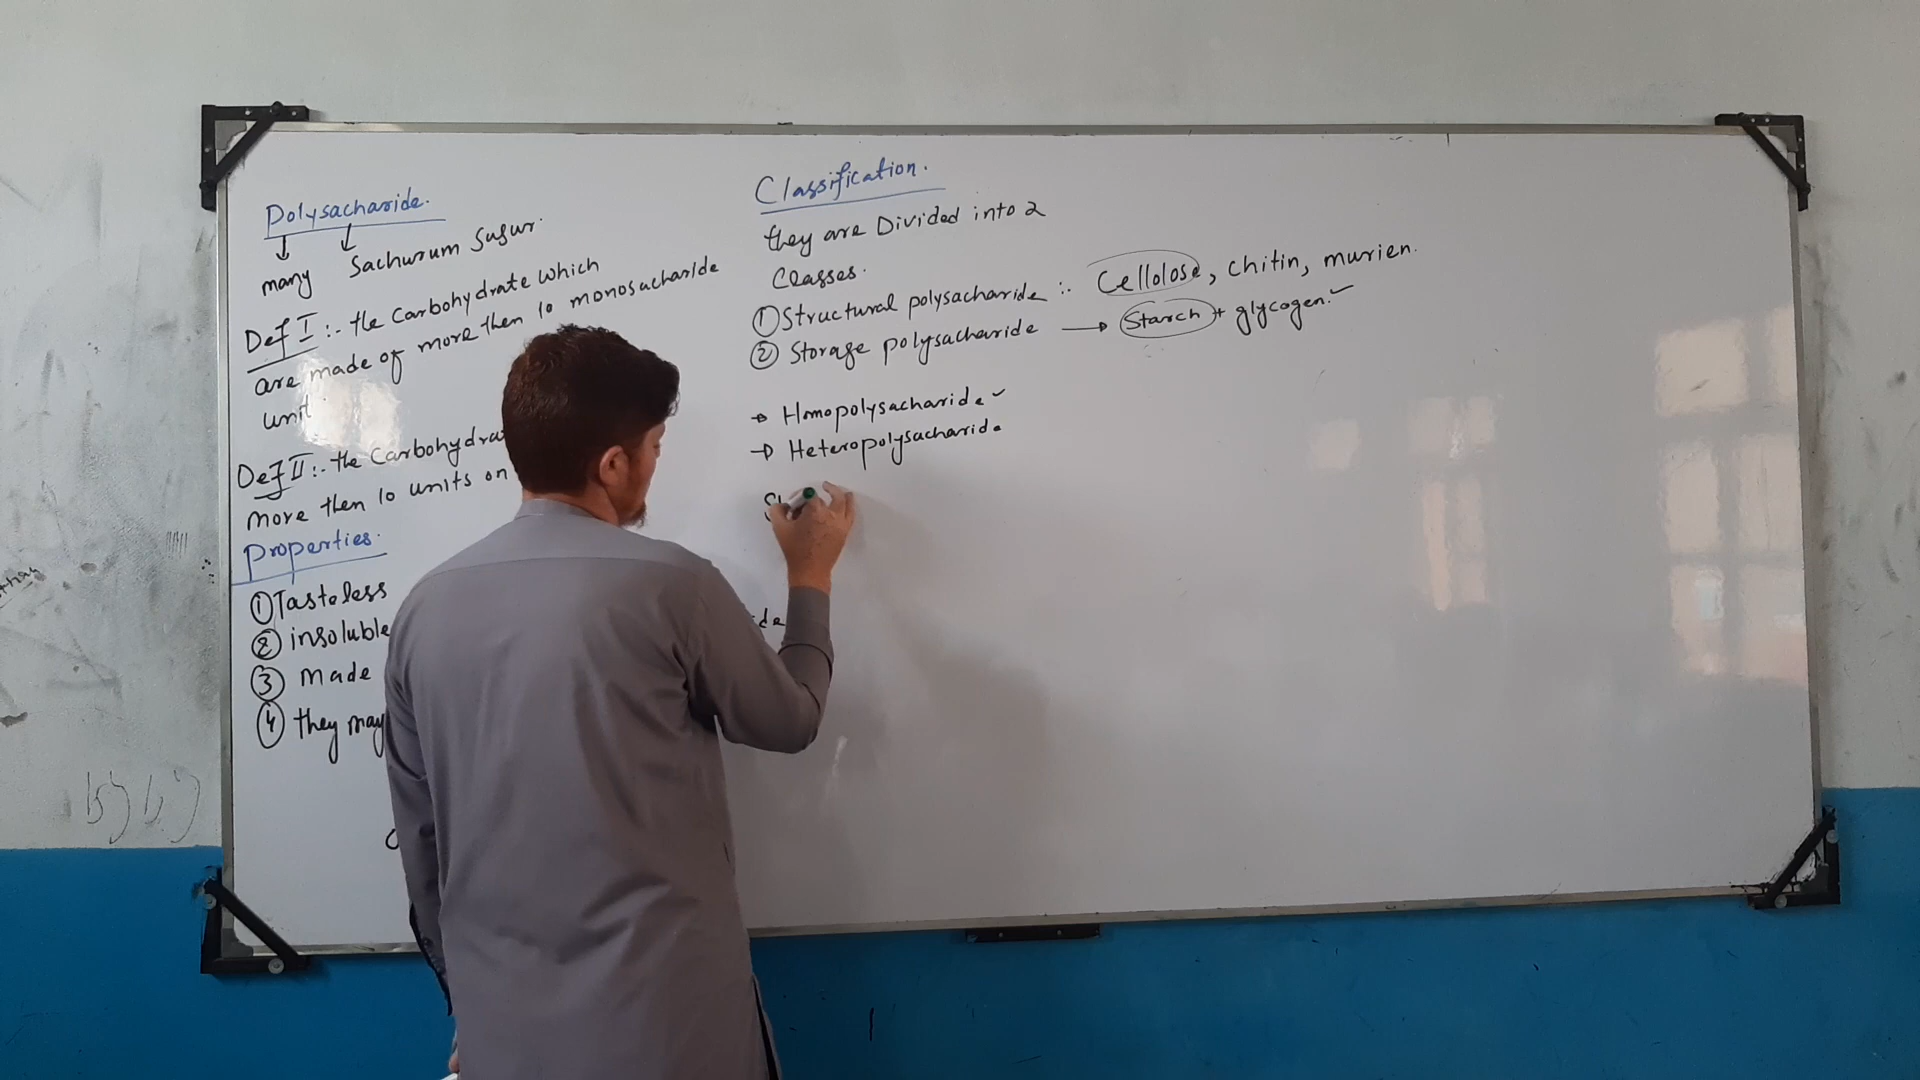 Polysacharide.
many Sachurum Sugur.
Def I :- the Carbohydrate which
are made of more then 10 monosacharide
unit.
Def II :- the Carbohydra
more then 10 units on
Properties.
① Tasteless
② insoluble
③ made
④ they may
ide
Classification.
they are Divided into 2
Classes.
① Structural polysacharide :- Cellolose, chitin, murien.
② Storage polysacharide → Starch + glycogen.
→ Homopolysacharide
→ Heteropolysacharide